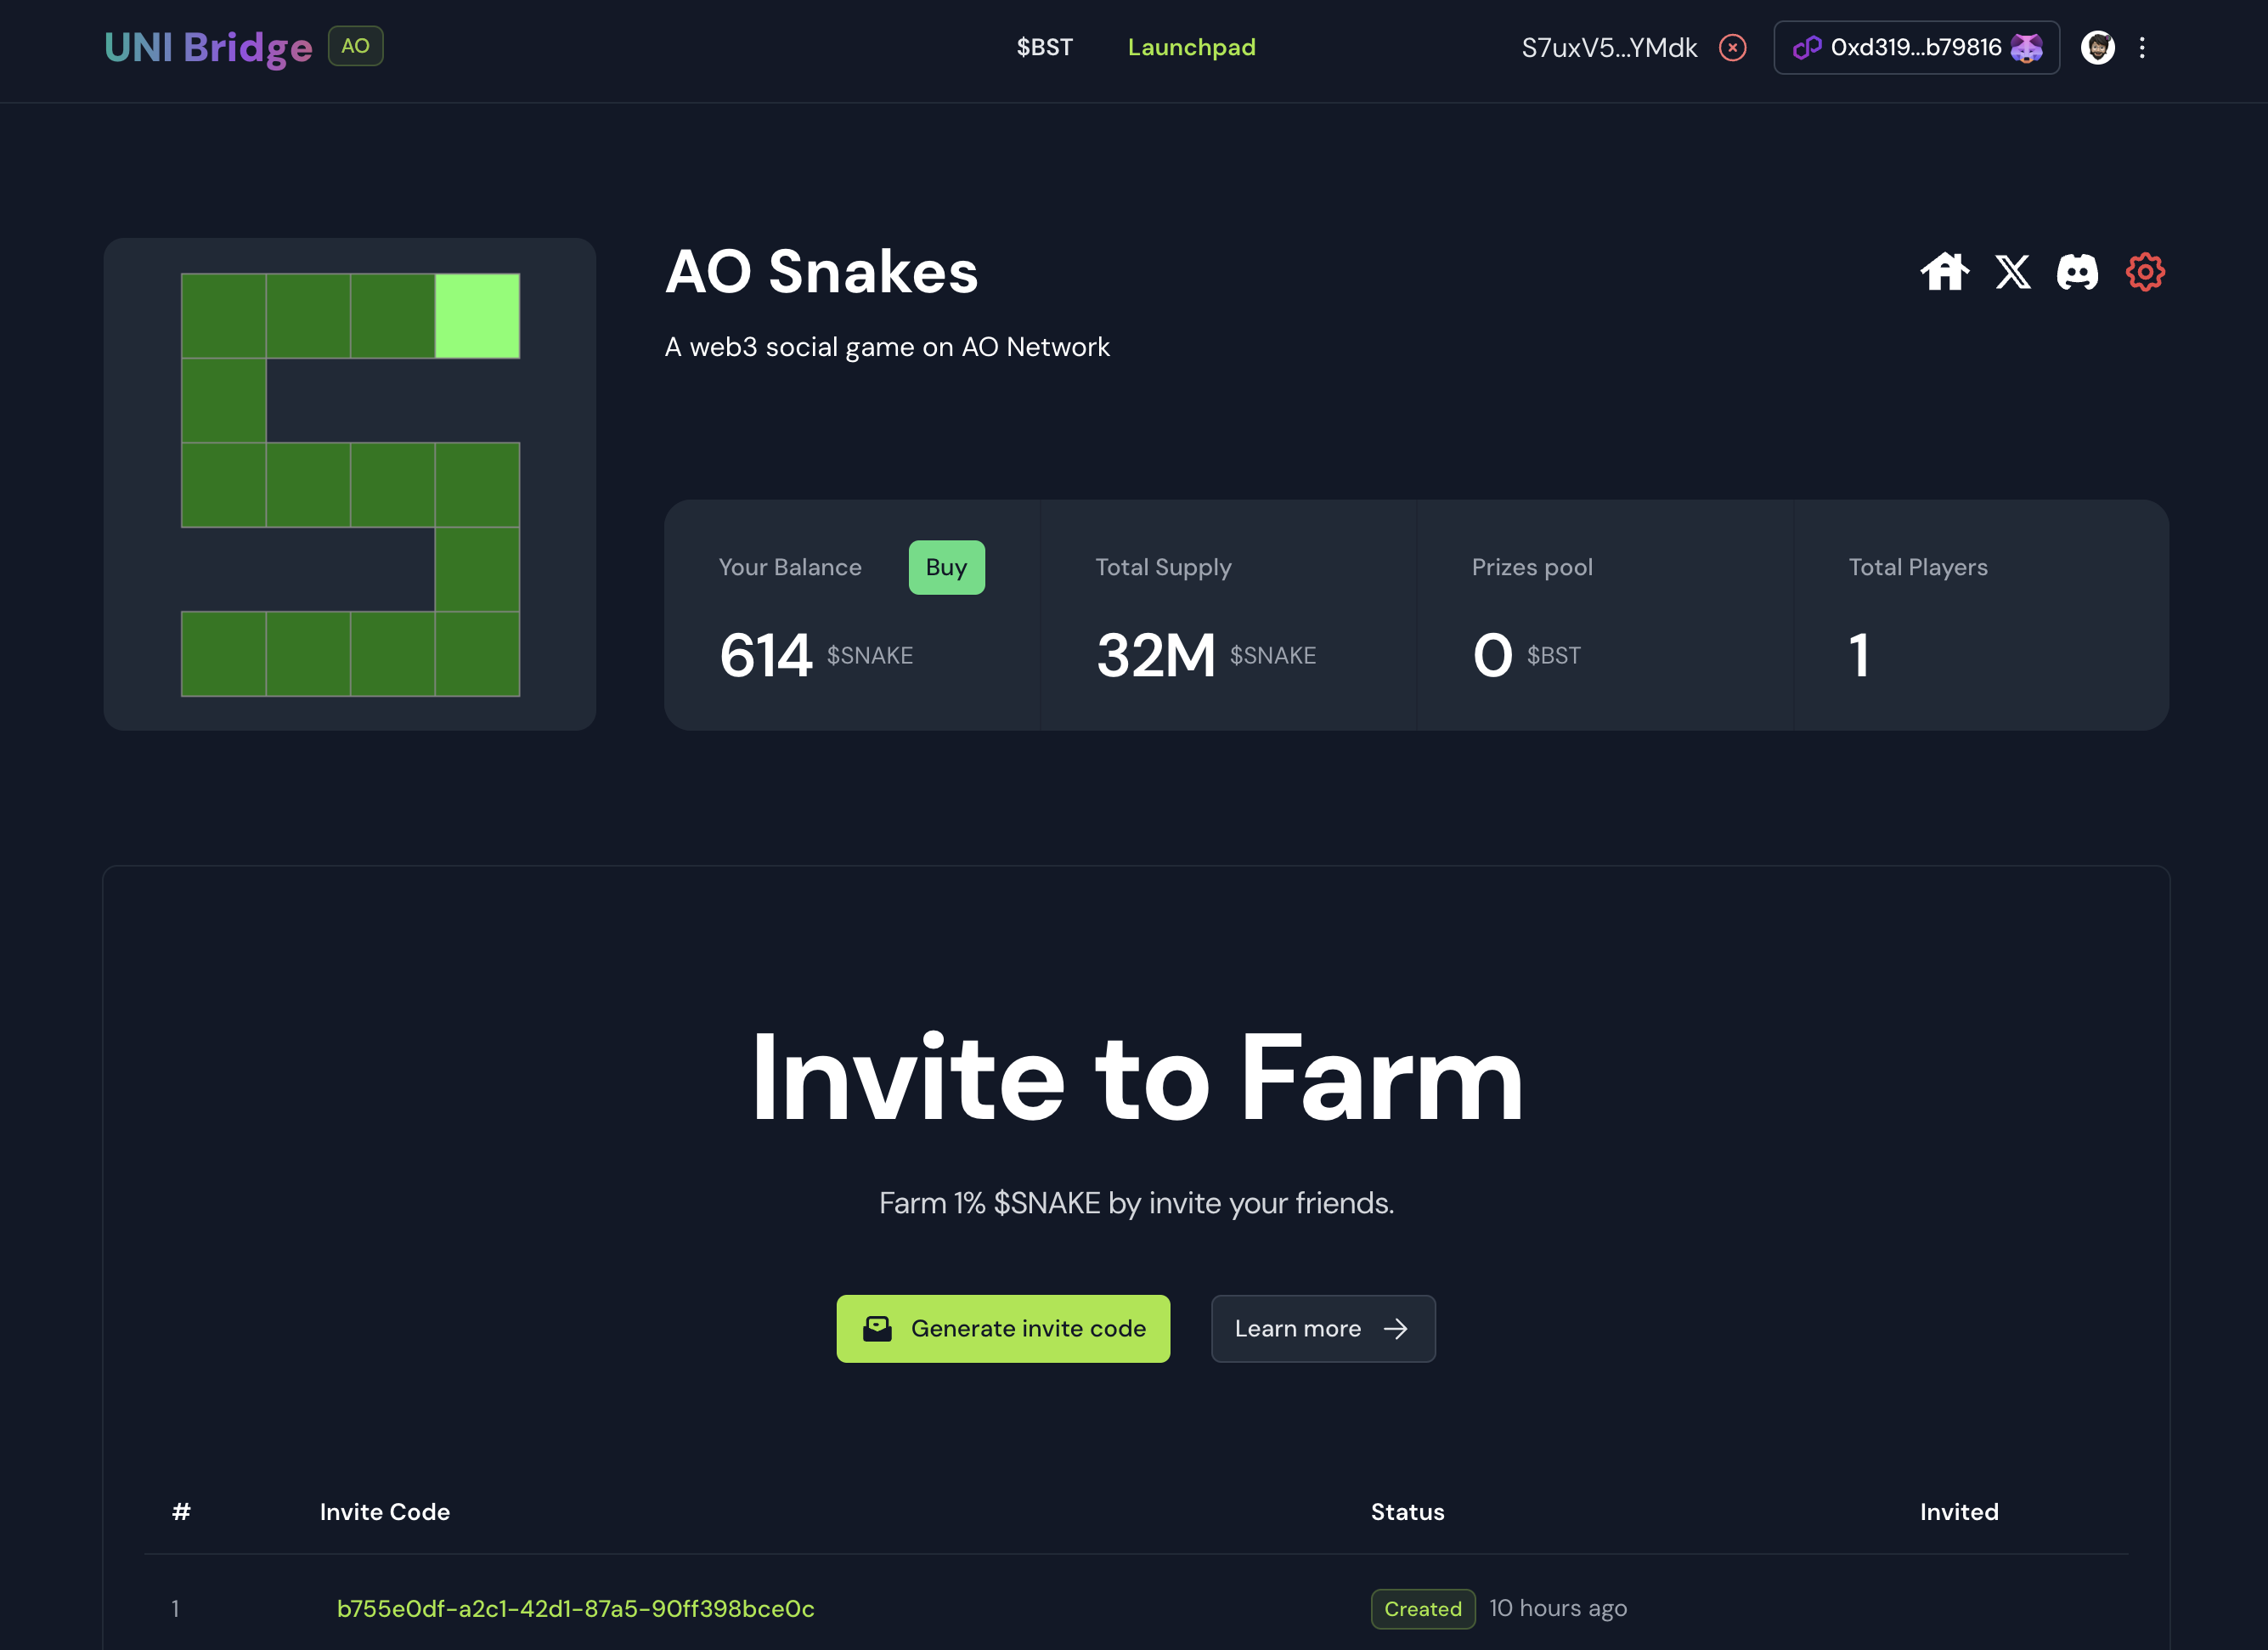 UNI Bridge AO $BST Launchpad S7uxV5...YMdk 0xd319...b79816
AO Snakes
A web3 social game on AO Network
Your Balance Buy Total Supply Prizes pool Total Players
614 $SNAKE 32M $SNAKE 0 $BST 1
Invite to Farm
Farm 1% $SNAKE by invite your friends.
Generate invite code Learn more →
# Invite Code Status Invited
1 b755e0df-a2c1-42d1-87a5-90ff398bce0c Created 10 hours ago